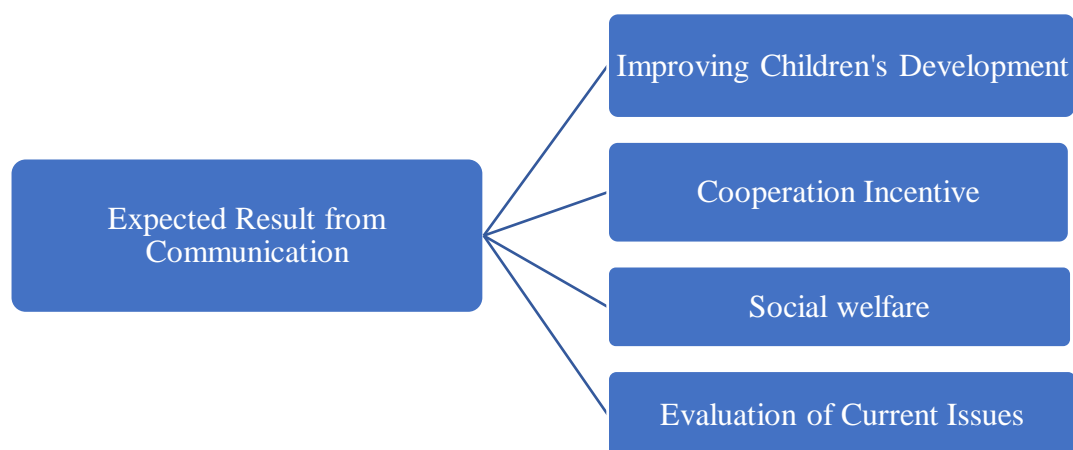 Expected Result from
Communication
Improving Children's Development
Cooperation Incentive
Social welfare
Evaluation of Current Issues